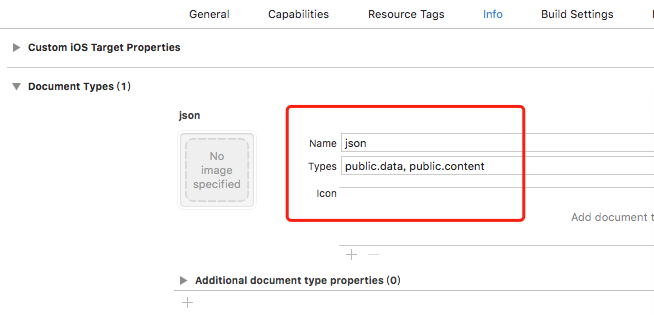 General Capabilities Resource Tags Info Build Settings
Custom iOS Target Properties
Document Types (1)
json
No
image
specified
Name json
Types public.data, public.content
Icon
Add document t
Additional document type properties (0)